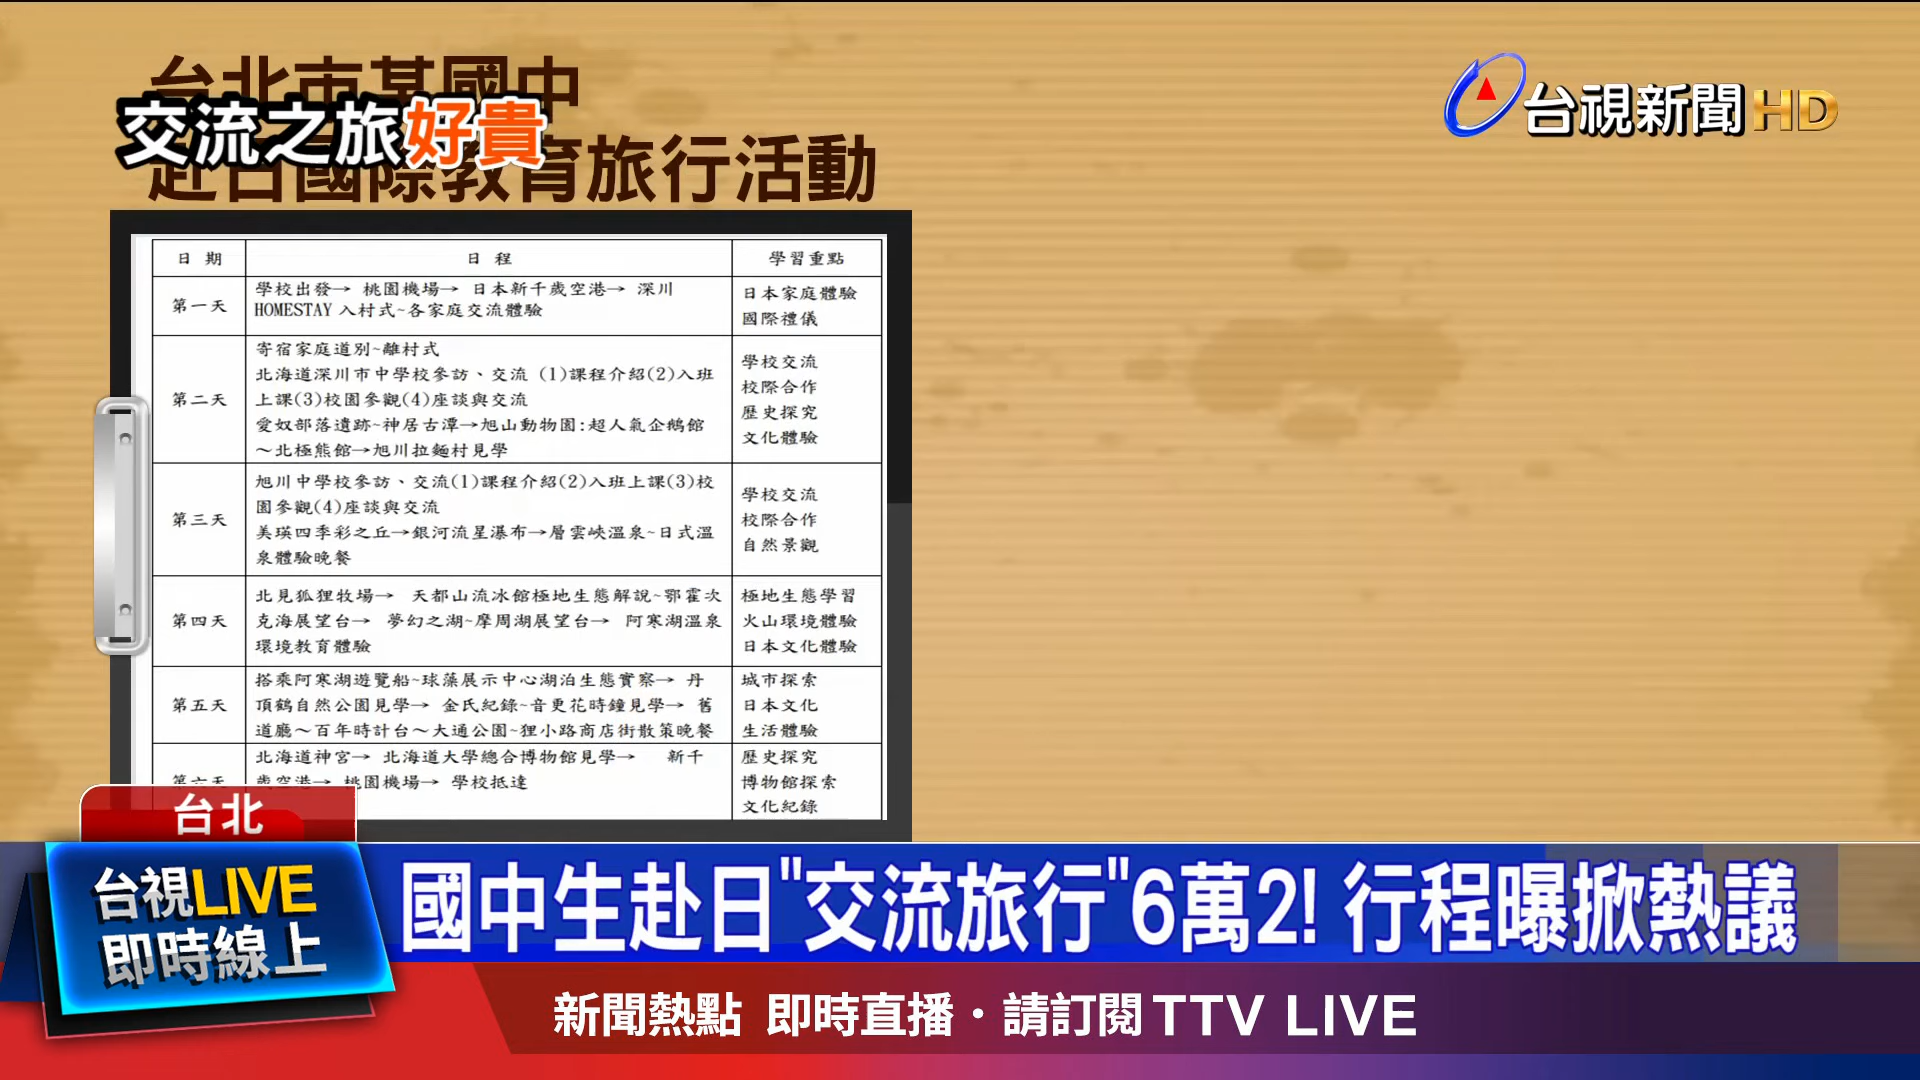 台北市某國中
交流之旅好貴
赴日國際教育旅行活動
台視新聞HD
日期 日程 學習重點
第一天
學校出發→ 桃園機場→ 日本新千歲空港→ 深川
HOMESTAY 入村式~各家庭交流體驗
日本家庭體驗
國際禮儀
第二天
寄宿家庭道別~離村式
北海道深川市中學校參訪、交流 (1)課程介紹(2)入班
上課(3)校園參觀(4)座談與交流
愛奴部落遺跡~神居古潭→旭山動物園:超人氣企鵝館
～北極熊館→旭川拉麵村見學
學校交流
校際合作
歷史探究
文化體驗
第三天
旭川中學校參訪、交流(1)課程介紹(2)入班上課(3)校
園參觀(4)座談與交流
美瑛四季彩之丘→銀河流星瀑布→層雲峽溫泉~日式溫
泉體驗晚餐
學校交流
校際合作
自然景觀
第四天
北見狐狸牧場→ 天都山流冰館極地生態解說~鄂霍次
克海展望台→ 夢幻之湖~摩周湖展望台→ 阿寒湖溫泉
環境教育體驗
極地生態學習
火山環境體驗
日本文化體驗
第五天
搭乘阿寒湖遊覽船~球藻展示中心湖泊生態實察→ 丹
頂鶴自然公園見學→ 金氏紀錄~音更花時鐘見學→ 舊
道廳～百年時計台～大通公園~狸小路商店街散策晚餐
城市探索
日本文化
生活體驗
第六天
北海道神宮→ 北海道大學總合博物館見學→ 新千
歲空港→ 桃園機場→ 學校抵達
歷史探究
博物館探索
文化紀錄
台北
台視LIVE
即時線上
國中生赴日"交流旅行"6萬2! 行程曝掀熱議
新聞熱點 即時直播・請訂閱TTV LIVE